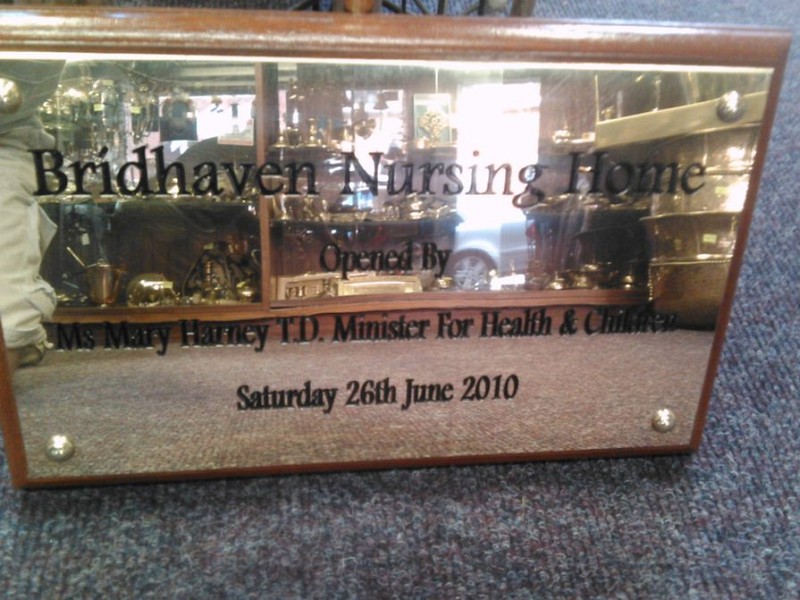 Bridhaven Nursing Home
Opened By
Ms Mary Harney T.D. Minister For Health & Children
Saturday 26th June 2010